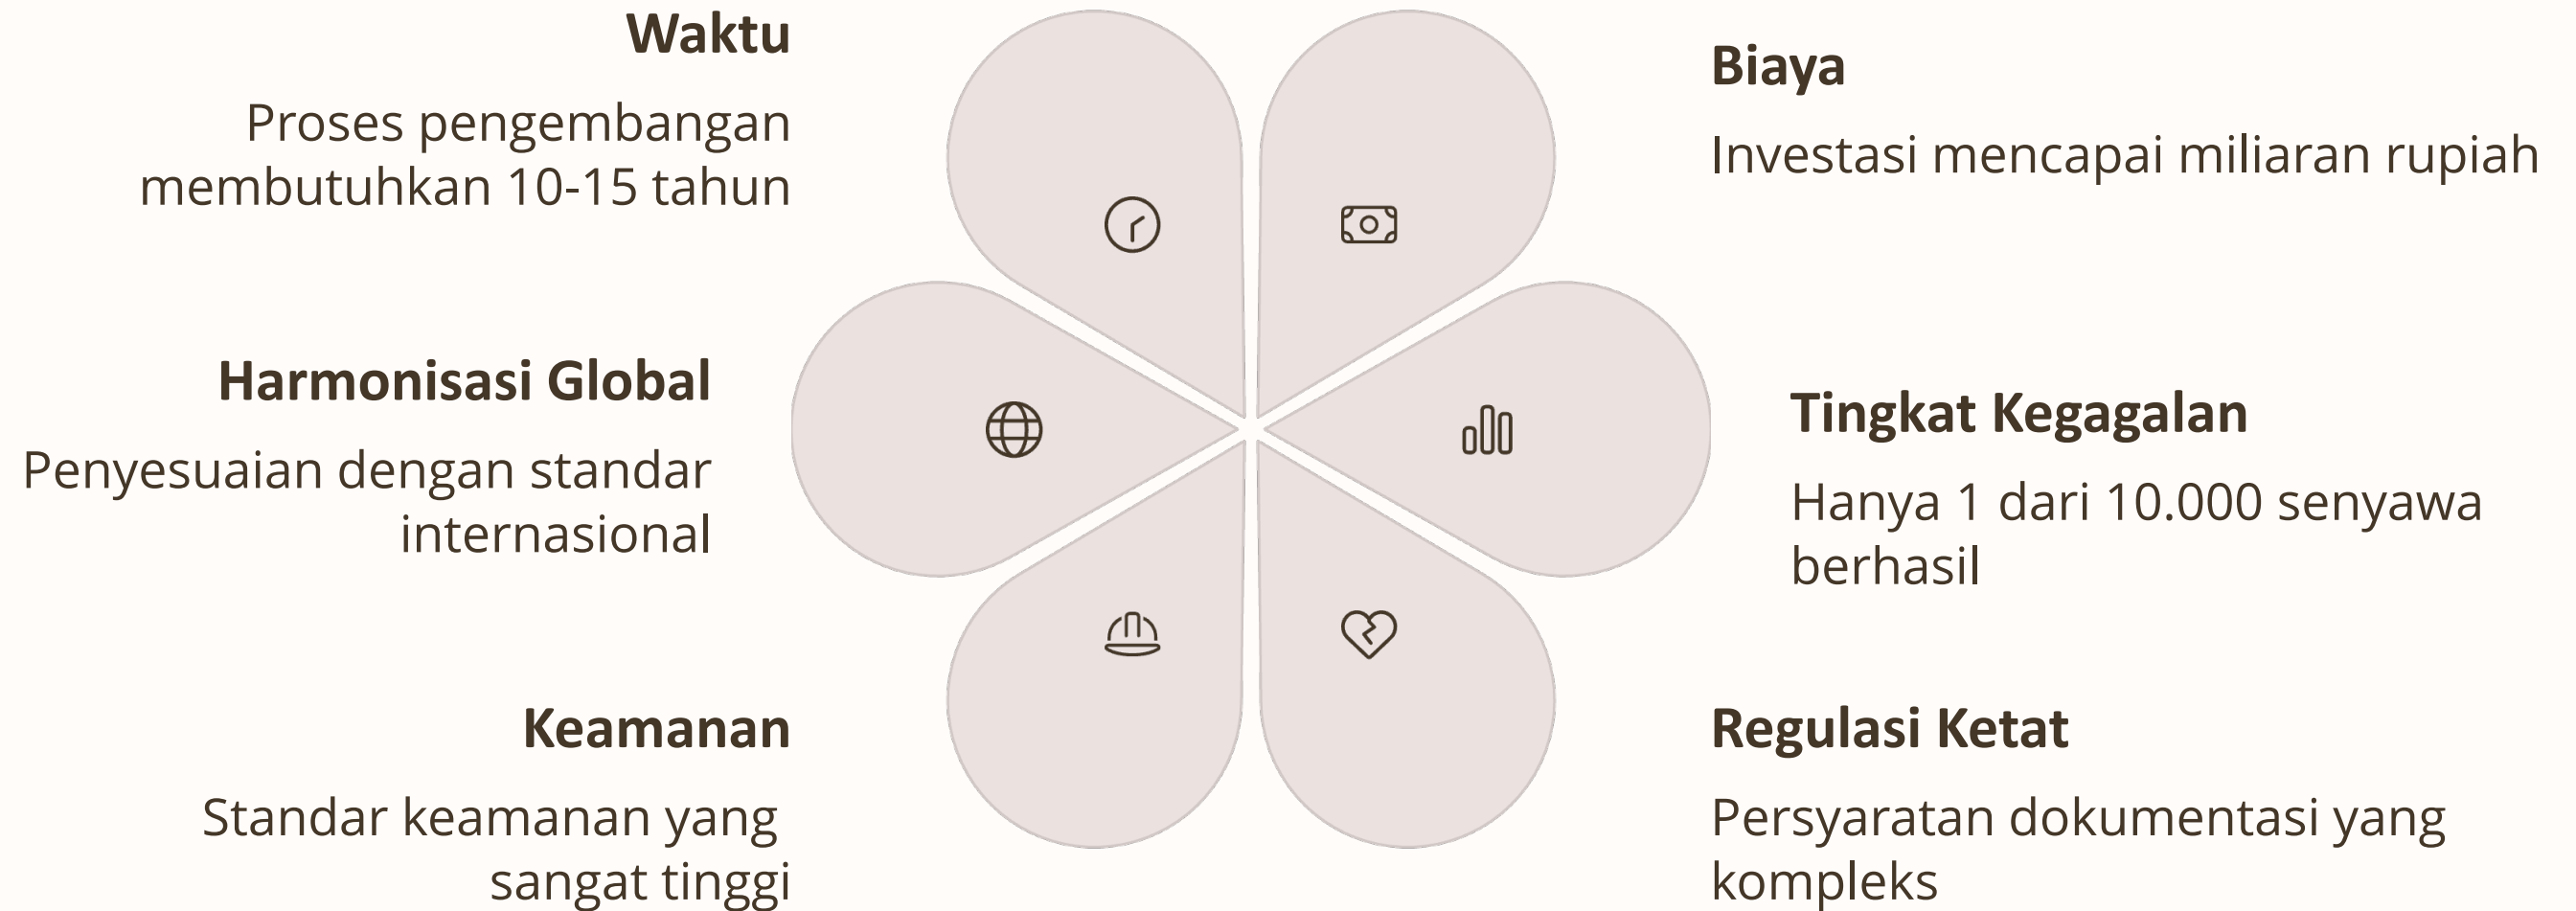 Waktu
Proses pengembangan
membutuhkan 10-15 tahun
Biaya
Investasi mencapai miliaran rupiah
Harmonisasi Global
Penyesuaian dengan standar
internasional
Tingkat Kegagalan
Hanya 1 dari 10.000 senyawa
berhasil
Keamanan
Standar keamanan yang
sangat tinggi
Regulasi Ketat
Persyaratan dokumentasi yang
kompleks